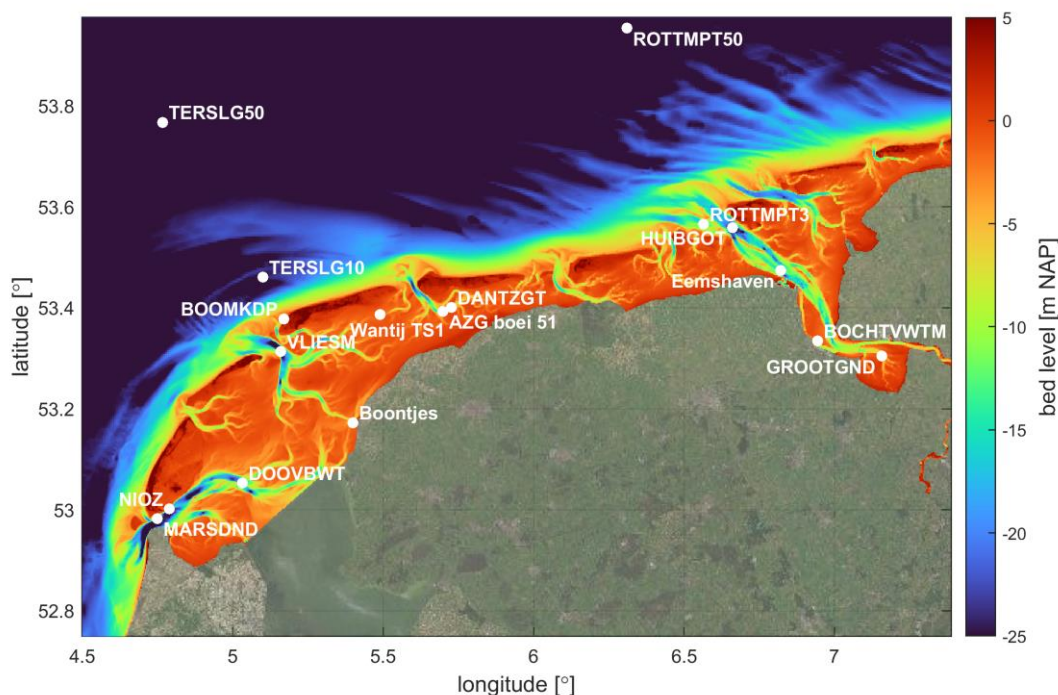 ROTTMPT50
TERSLG50
ROTTMPT3
HUIBGOT
TERSLG10
Eemshaven
BOOMKDP
DANTZGT
Wantij TS1
AZG boei 51
VLIESM
BOCHTVWTM
GROOTGND
Boontjes
DOOVBWT
NIOZ
MARSDND
53.8
53.6
53.4
53.2
53
52.8
latitude [°]
4.5 5 5.5 6 6.5 7
longitude [°]
5
0
-5
-10
-15
-20
-25
bed level [m NAP]